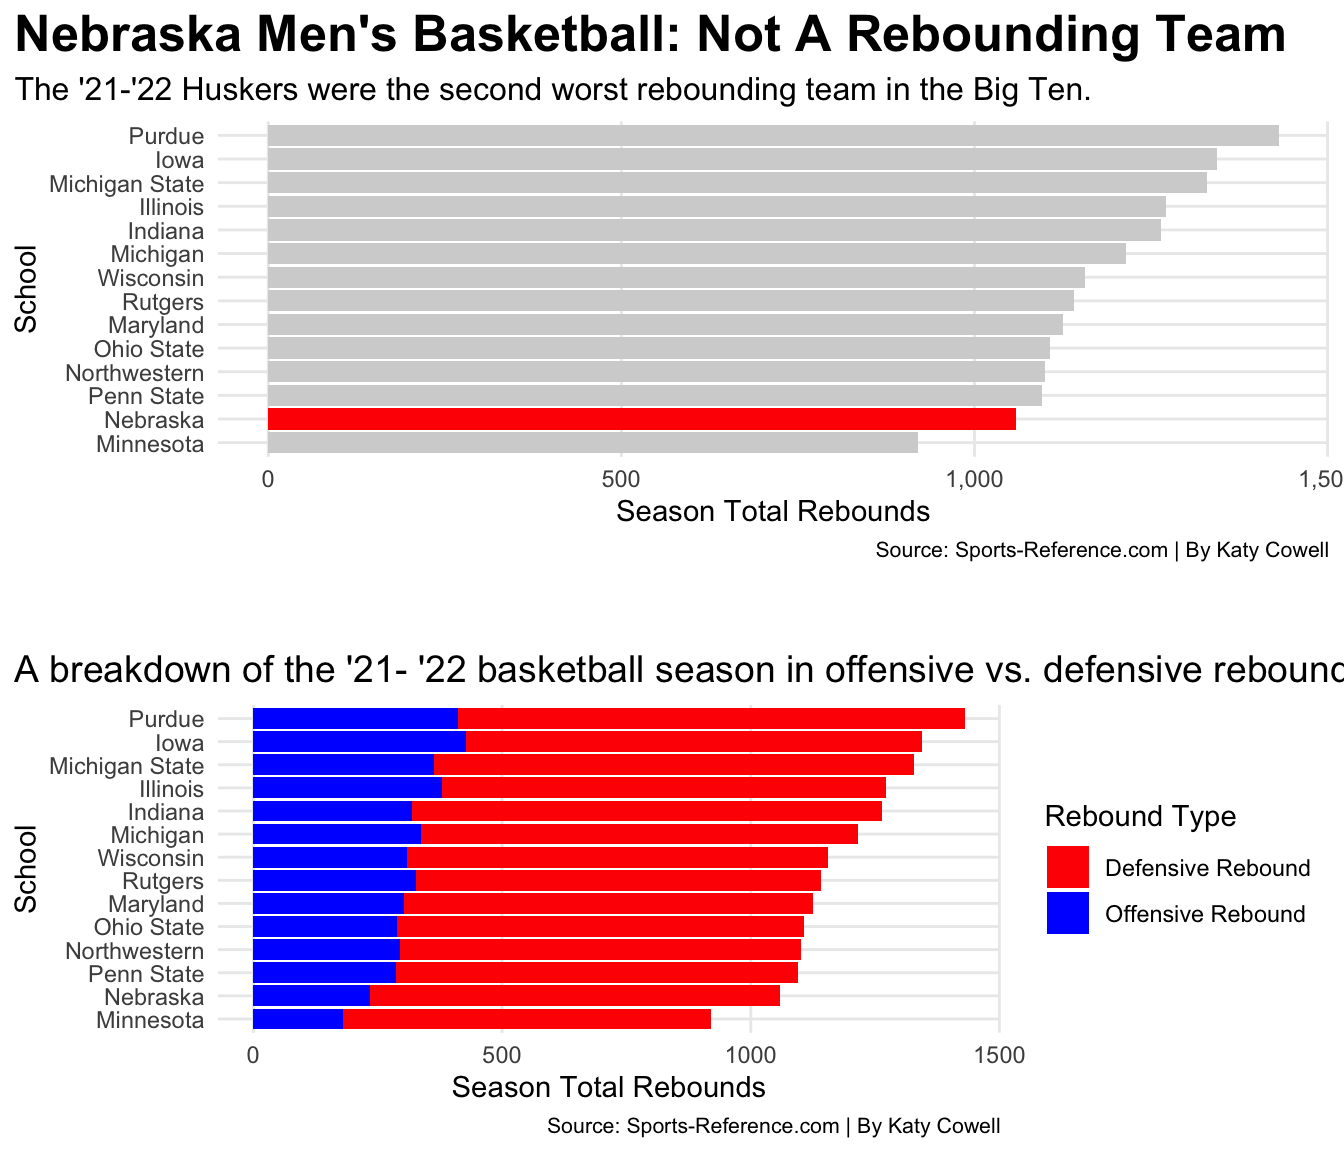 Nebraska Men's Basketball: Not A Rebounding Team
The '21-'22 Huskers were the second worst rebounding team in the Big Ten.
School
Purdue
Iowa
Michigan State
Illinois
Indiana
Michigan
Wisconsin
Rutgers
Maryland
Ohio State
Northwestern
Penn State
Nebraska
Minnesota
0 500 1,000 1,50
Season Total Rebounds
Source: Sports-Reference.com | By Katy Cowell
A breakdown of the '21- '22 basketball season in offensive vs. defensive rebound
School
Purdue
Iowa
Michigan State
Illinois
Indiana
Michigan
Wisconsin
Rutgers
Maryland
Ohio State
Northwestern
Penn State
Nebraska
Minnesota
0 500 1000 1500
Season Total Rebounds
Rebound Type
Defensive Rebound
Offensive Rebound
Source: Sports-Reference.com | By Katy Cowell